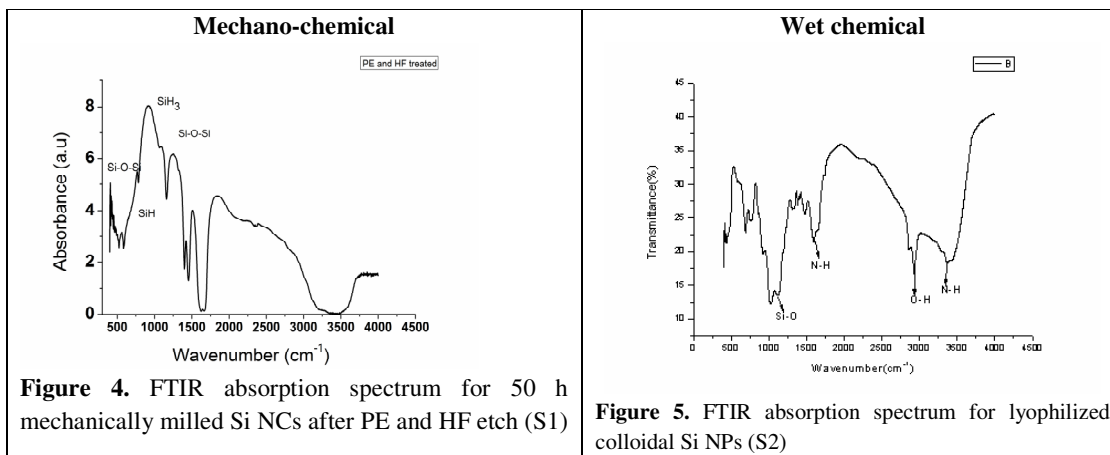 Mechano-chemical
PE and HF treated
8
6
4
2
0
Absorbance (a.u)
SiH3
Si-O-Si
Si-O-Si
SiH
500 1000 1500 2000 2500 3000 3500 4000 4500
Wavenumber (cm-1)
Figure 4. FTIR absorption spectrum for 50 h
mechanically milled Si NCs after PE and HF etch (S1)
Wet chemical
B
45
40
35
30
25
20
15
10
Transmittance(%)
N-H
O-H
N-H
Si-O
0 500 1000 1500 2000 2500 3000 3500 4000 4500
Wavenumber(cm-1)
Figure 5. FTIR absorption spectrum for lyophilized
colloidal Si NPs (S2)